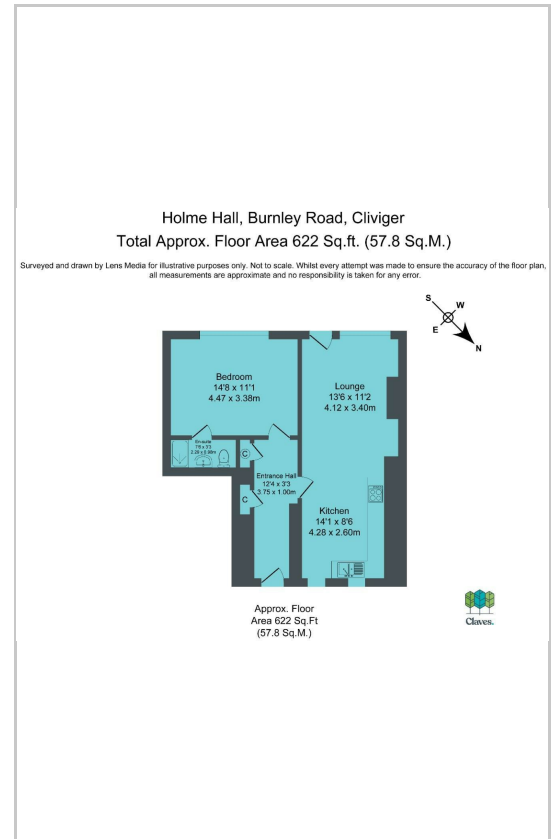 Holme Hall, Burnley Road, Cliviger
Total Approx. Floor Area 622 Sq.ft. (57.8 Sq.M.)
Surveyed and drawn by Lens Media for illustrative purposes only. Not to scale. Whilst every attempt was made to ensure the accuracy of the floor plan,
all measurements are approximate and no responsibility is taken for any error.
S
W
E
N
Bedroom
14'8 x 11'1
4.47 x 3.38m
Lounge
13'6 x 11'2
4.12 x 3.40m
En-suite
C
Entrance Hall
12'4 x 3'3
3.75 x 1.00m
C
Kitchen
14'1 x 8'6
4.28 x 2.60m
Approx. Floor
Area 622 Sq.Ft
(57.8 Sq.M.)
Claves.